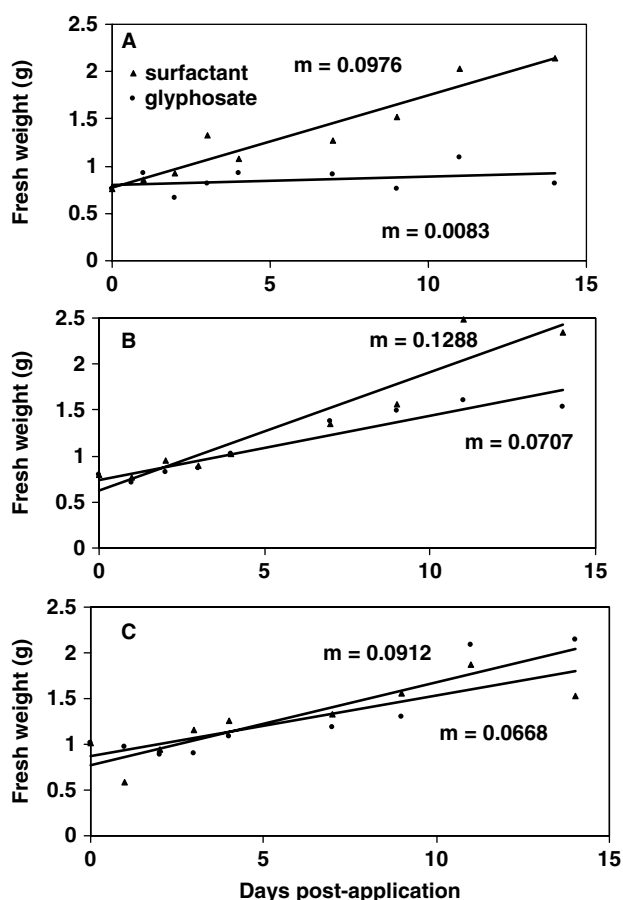 2.5
A
▲ surfactant
m = 0.0976
2
• glyphosate
1.5
Fresh weight (g)
1
0.5
m = 0.0083
0
0 5 10 15
2.5
B
m = 0.1288
2
1.5
Fresh weight (g)
m = 0.0707
1
0.5
0
0 5 10 15
2.5
C
2
m = 0.0912
1.5
Fresh weight (g)
m = 0.0668
1
0.5
0
0 5 10 15
Days post-application